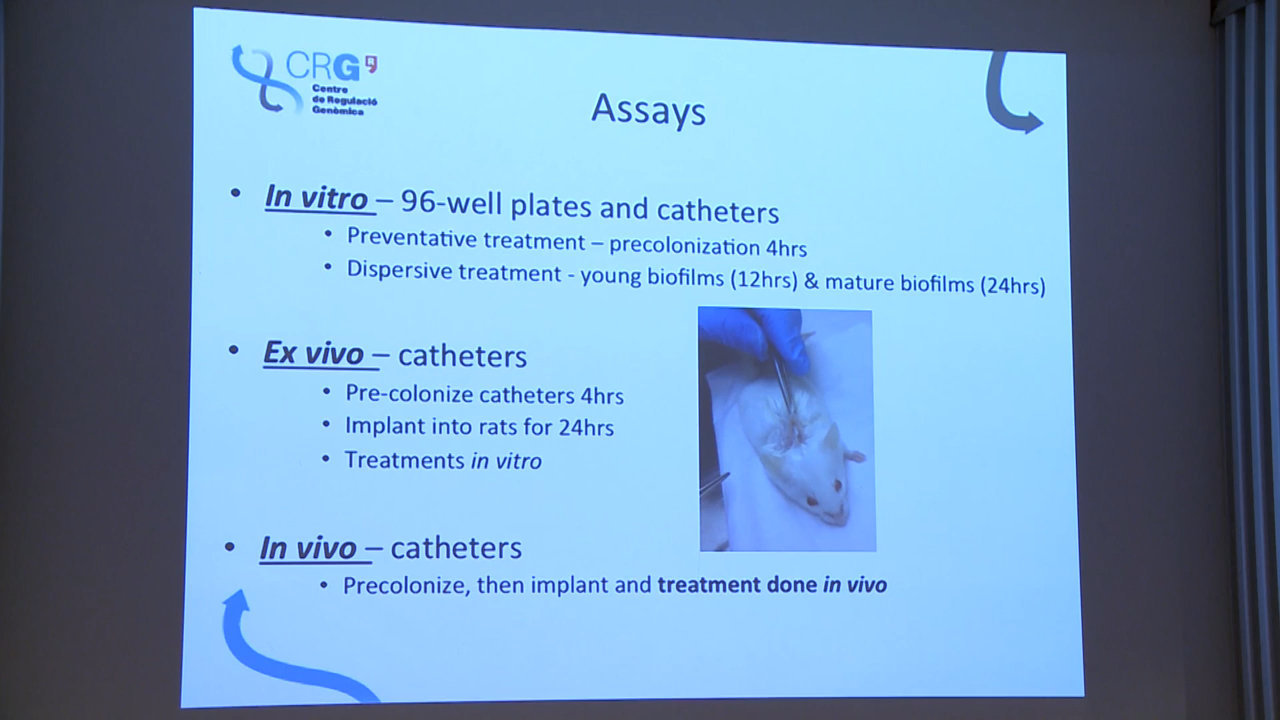 CRG
Centre
de Regulació
Genòmica
Assays
• In vitro – 96-well plates and catheters
• Preventative treatment – precolonization 4hrs
• Dispersive treatment - young biofilms (12hrs) & mature biofilms (24hrs)
• Ex vivo – catheters
• Pre-colonize catheters 4hrs
• Implant into rats for 24hrs
• Treatments in vitro
• In vivo – catheters
• Precolonize, then implant and treatment done in vivo